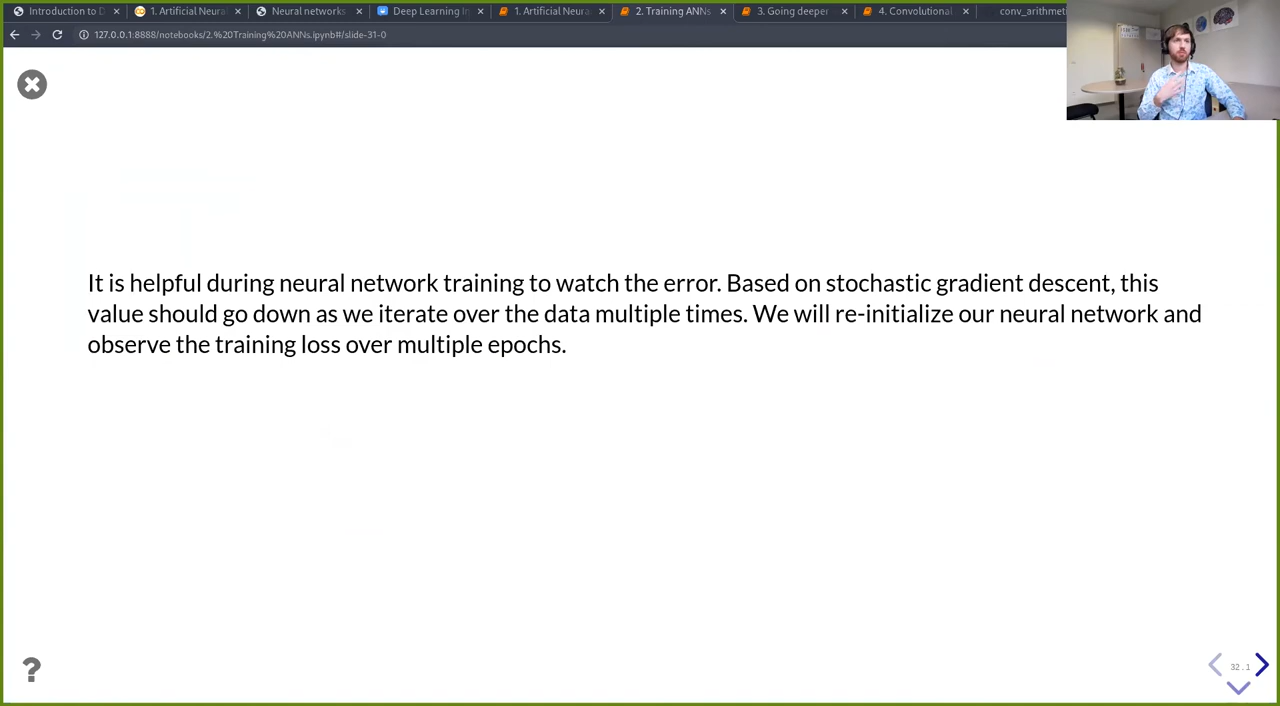 Introduction to D
1. Artificial Neural
Neural networks
Deep Learning In
1. Artificial Neura
2. Training ANNs
3. Going deeper
4. Convolutional
conv_arithmeti
127.0.0.1:8888/notebooks/2.%20Training%20ANNs.ipynb#/slide-31-0
It is helpful during neural network training to watch the error. Based on stochastic gradient descent, this
value should go down as we iterate over the data multiple times. We will re-initialize our neural network and
observe the training loss over multiple epochs.
?
32.1